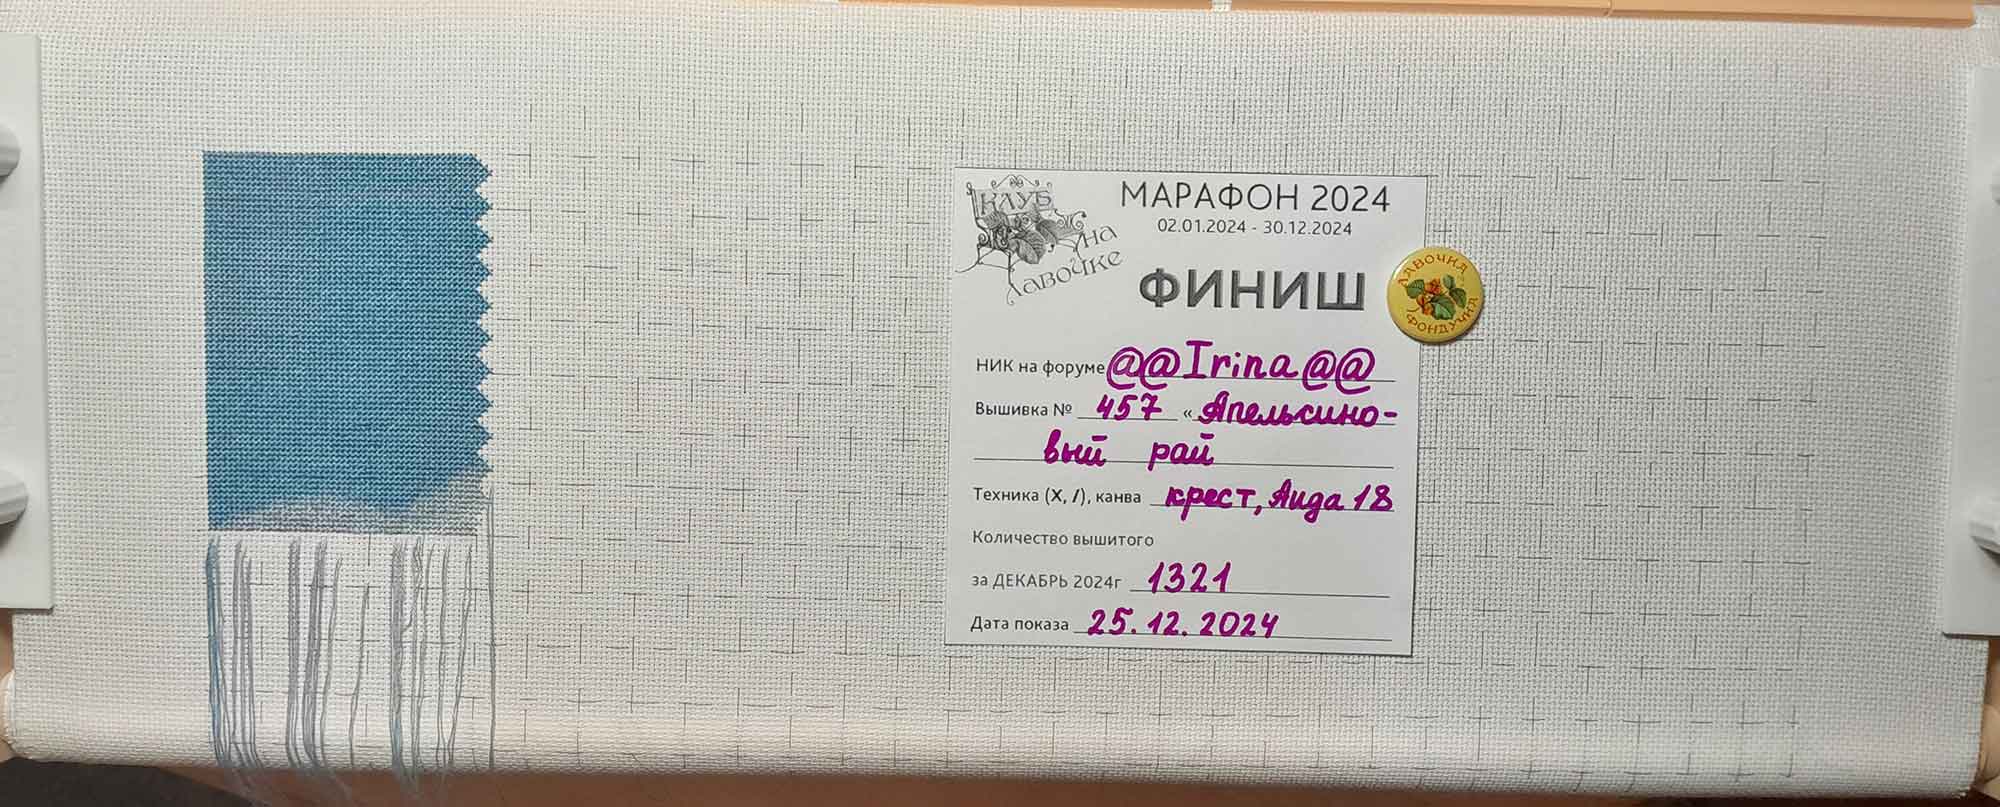 КЛУБ
на
Лавочке
МАРАФОН 2024
02.01.2024 - 30.12.2024
ФИНИШ
ЛАВОЧКА
ФОНДУЧИД
НИК на форуме @@Irina@@
Вышивка № 457 « Апельсино-
вый рай
Техника (X, /), канва крест, Аида 18
Количество вышитого
за ДЕКАБРЬ 2024г 1321
Дата показа 25.12.2024